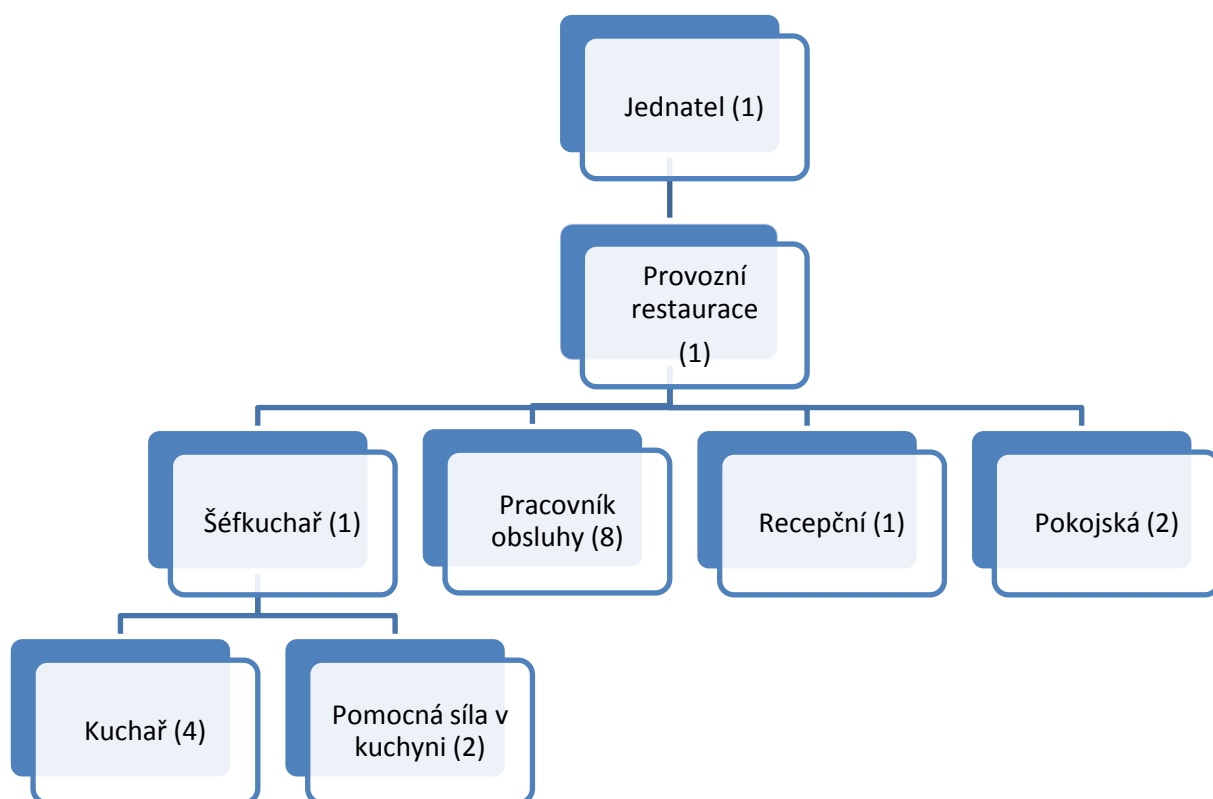 Jednatel (1)
Provozní
restaurace
(1)
Šéfkuchař (1)
Pracovník
obsluhy (8)
Recepční (1)
Pokojská (2)
Kuchař (4)
Pomocná síla v
kuchyni (2)